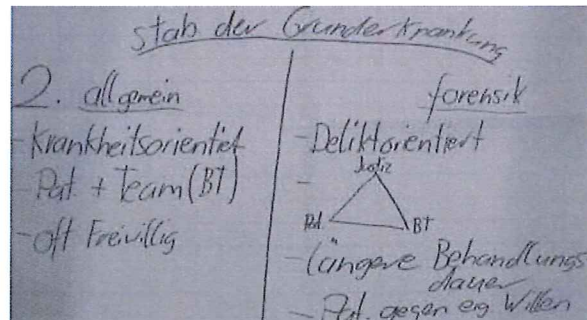 stab der Grunderkrankung
2. allgemein
- Krankheitsorientiert
- Pat. + Team (BT)
- oft Freiwillig
forensik
- Deliktorientiert
- Justiz
Pat. BT
- längere Behandlungs
dauer
- Pat. gegen eig Willen